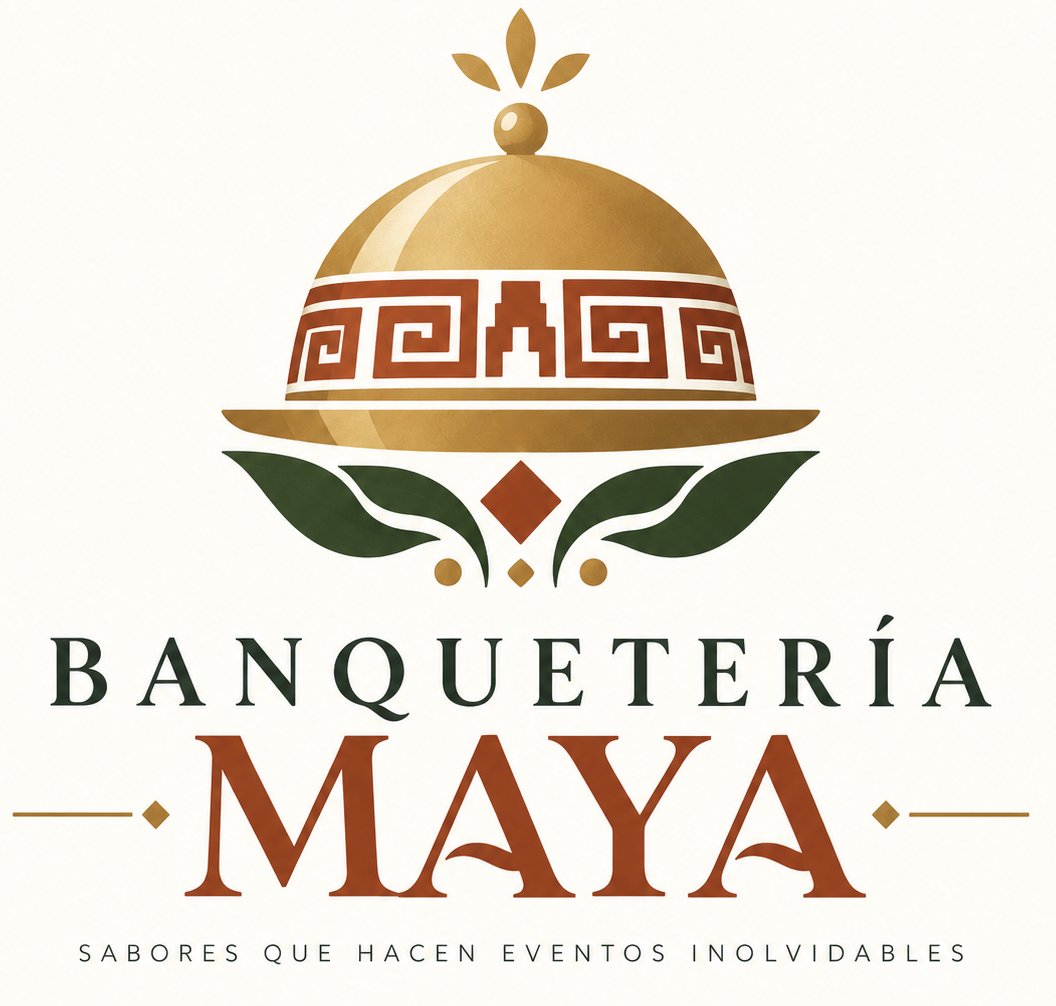 BANQUETERÍA
MAYA
SABORES QUE HACEN EVENTOS INOLVIDABLES